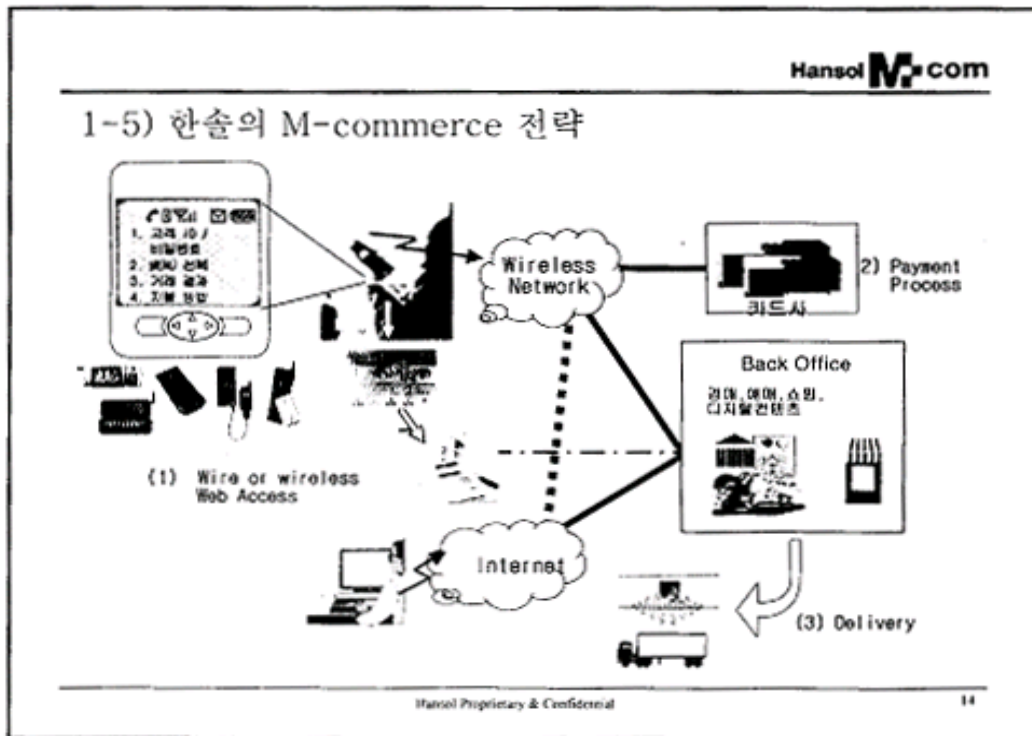 Hansol M.com
1-5) 한솔의 M-commerce 전략
1. 고객 ID /
비밀번호
2. 선택
3. 거래 결과
4. 지불 방법
Wireless
Network
2) Payment
Process
카드사
Back Office
경매, 예매, 쇼핑,
디지털컨텐츠
(1) Wire or wireless
Web Access
Internet
(3) Delivery
Hansol Proprietary & Confidential
14